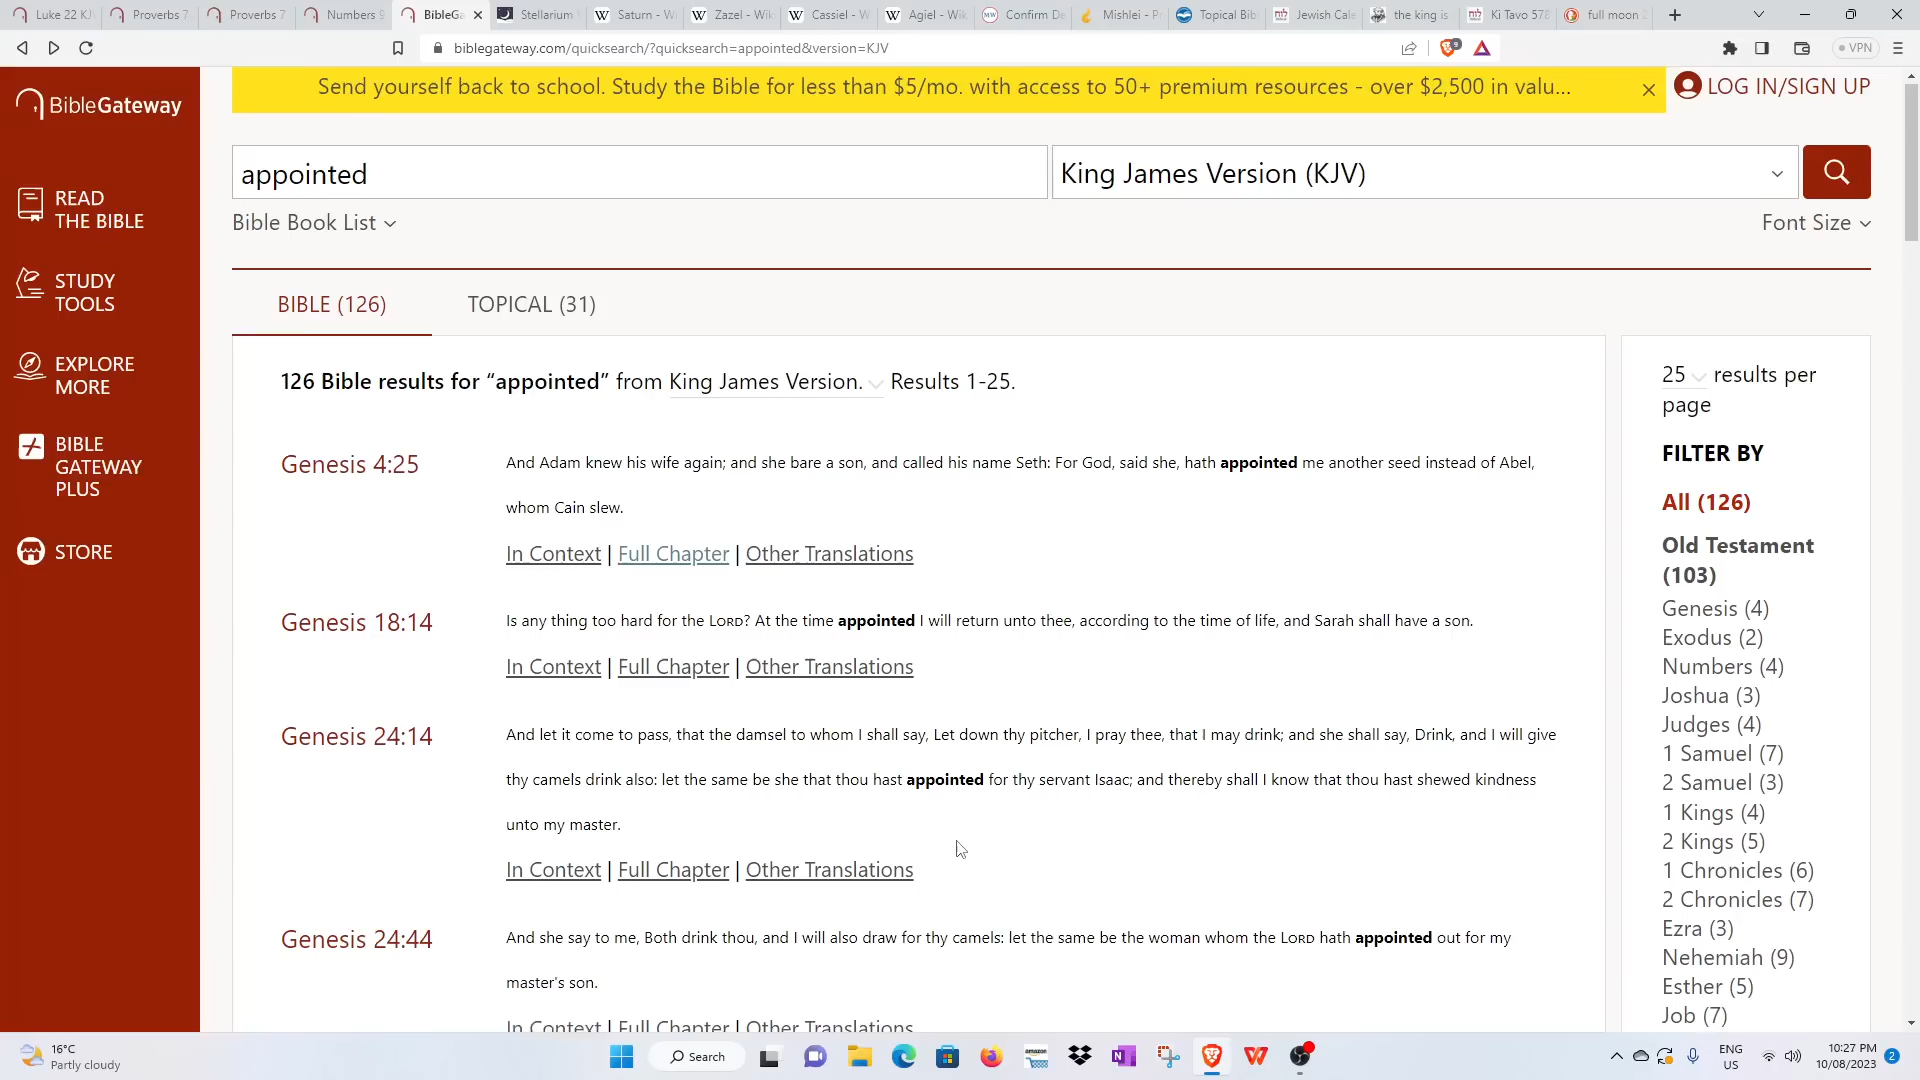 Luke 22 KJ
Proverbs 7
Proverbs 7
Numbers 9
BibleGa
Stellarium
Saturn - Wi
Zazel - Wik
Cassiel - W
Agiel - Wik
Confirm De
Mishlei - P
Topical Bib
Jewish Cale
the king is
Ki Tavo 578
full moon
biblegateway.com/quicksearch/?quicksearch=appointed&version=KJV
9
VPN
BibleGateway
Send yourself back to school. Study the Bible for less than $5/mo. with access to 50+ premium resources - over $2,500 in valu...
LOG IN/SIGN UP
appointed
King James Version (KJV)
Bible Book List
Font Size
READ
THE BIBLE
STUDY
TOOLS
EXPLORE
MORE
BIBLE
GATEWAY
PLUS
STORE
BIBLE (126)
TOPICAL (31)
126 Bible results for “appointed” from King James Version. Results 1-25.
Genesis 4:25
And Adam knew his wife again; and she bare a son, and called his name Seth: For God, said she, hath appointed me another seed instead of Abel,
whom Cain slew.
In Context | Full Chapter | Other Translations
Genesis 18:14
Is any thing too hard for the LORD? At the time appointed I will return unto thee, according to the time of life, and Sarah shall have a son.
In Context | Full Chapter | Other Translations
Genesis 24:14
And let it come to pass, that the damsel to whom I shall say, Let down thy pitcher, I pray thee, that I may drink; and she shall say, Drink, and I will give
thy camels drink also: let the same be she that thou hast appointed for thy servant Isaac; and thereby shall I know that thou hast shewed kindness
unto my master.
In Context | Full Chapter | Other Translations
Genesis 24:44
And she say to me, Both drink thou, and I will also draw for thy camels: let the same be the woman whom the LORD hath appointed out for my
master's son.
In Context | Full Chapter | Other Translations
25 results per
page
FILTER BY
All (126)
Old Testament
(103)
Genesis (4)
Exodus (2)
Numbers (4)
Joshua (3)
Judges (4)
1 Samuel (7)
2 Samuel (3)
1 Kings (4)
2 Kings (5)
1 Chronicles (6)
2 Chronicles (7)
Ezra (3)
Nehemiah (9)
Esther (5)
Job (7)
16°C
Partly cloudy
Search
amazon
ENG
US
10:27 PM
10/08/2023
2